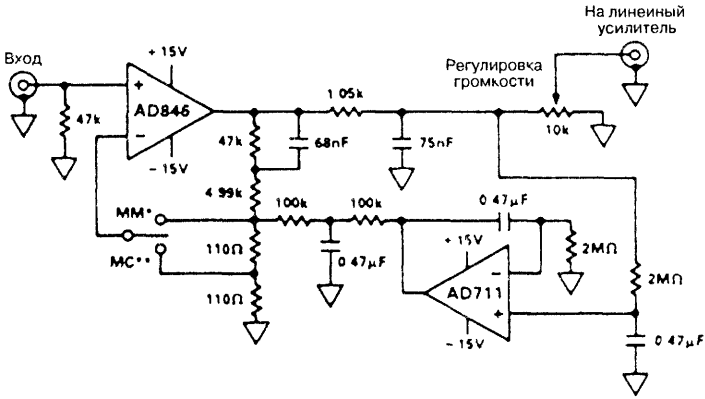 На линейный
усилитель
Вход
+ 15V
Регулировка
громкости
+
AD846
−
47k
1 05k
10k
47k
68nF
75nF
− 15V
4 99k
100k
100k
0 47µF
MM*
+ 15V
MC**
110Ω
0 47µF
−
2MΩ
2MΩ
AD711
+
110Ω
− 15V
0 47µF